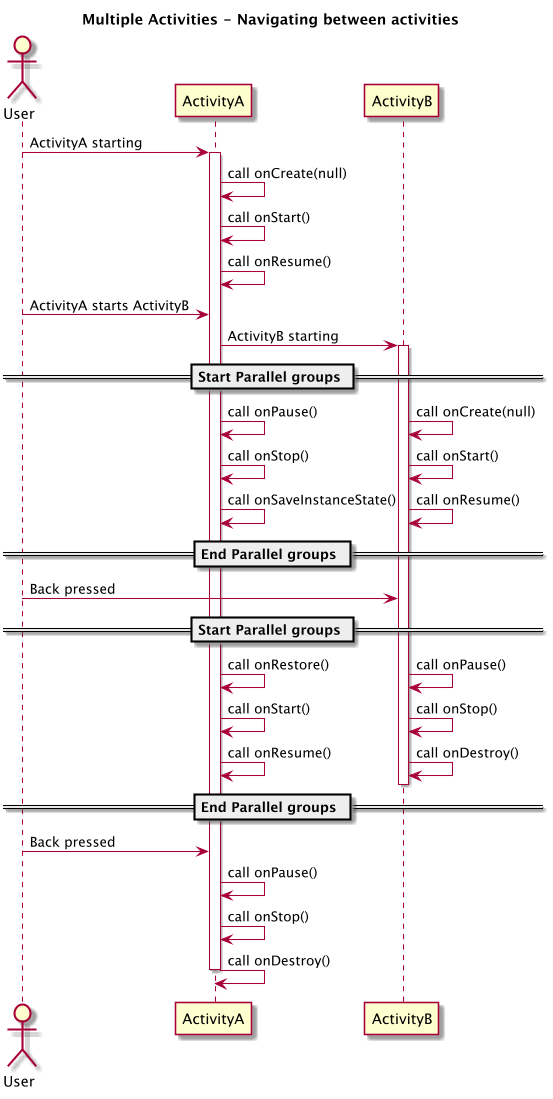 Multiple Activities - Navigating between activities
User
ActivityA
ActivityB
ActivityA starting
call onCreate(null)
call onStart()
call onResume()
ActivityA starts ActivityB
ActivityB starting
Start Parallel groups
call onPause()
call onCreate(null)
call onStop()
call onStart()
call onSaveInstanceState()
call onResume()
End Parallel groups
Back pressed
Start Parallel groups
call onRestore()
call onPause()
call onStart()
call onStop()
call onResume()
call onDestroy()
End Parallel groups
Back pressed
call onPause()
call onStop()
call onDestroy()
User
ActivityA
ActivityB